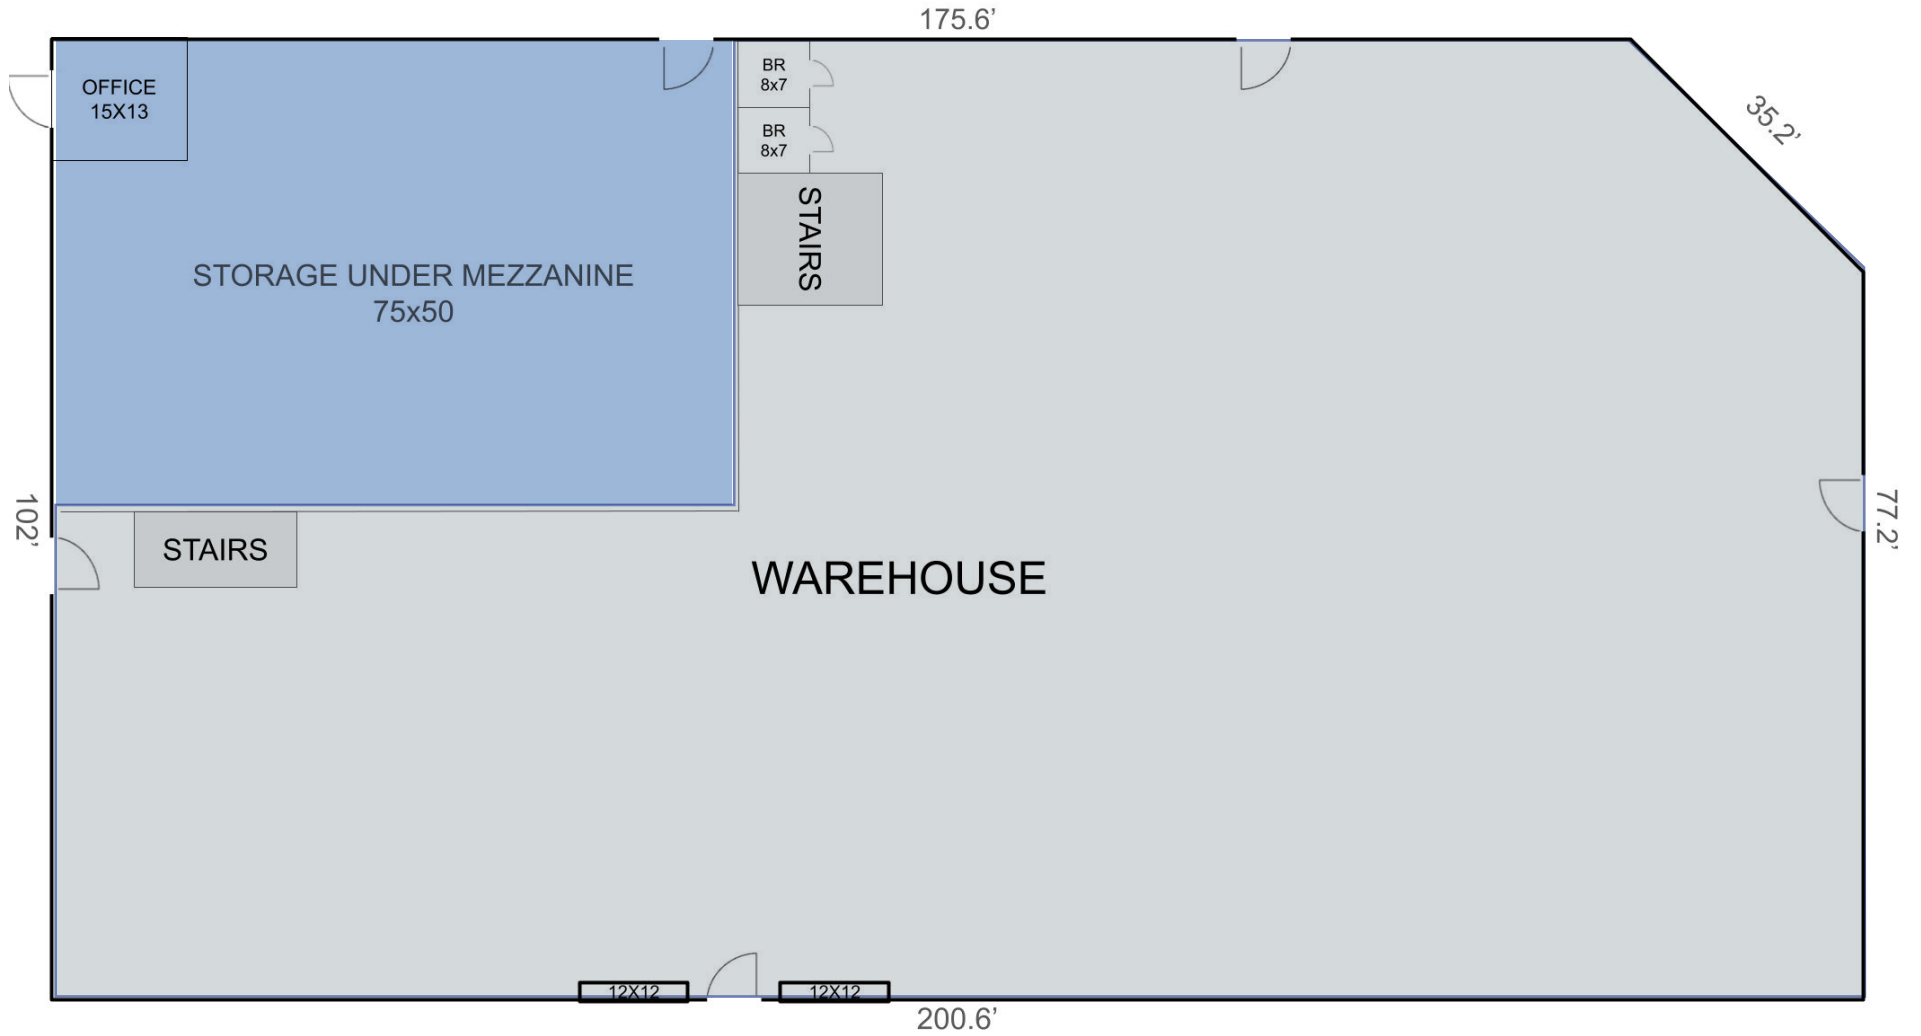 175.6’
OFFICE
15X13
BR
8x7
BR
8x7
35.2’
STAIRS
STORAGE UNDER MEZZANINE
75x50
102’
STAIRS
WAREHOUSE
77.2’
12X12
12X12
200.6’